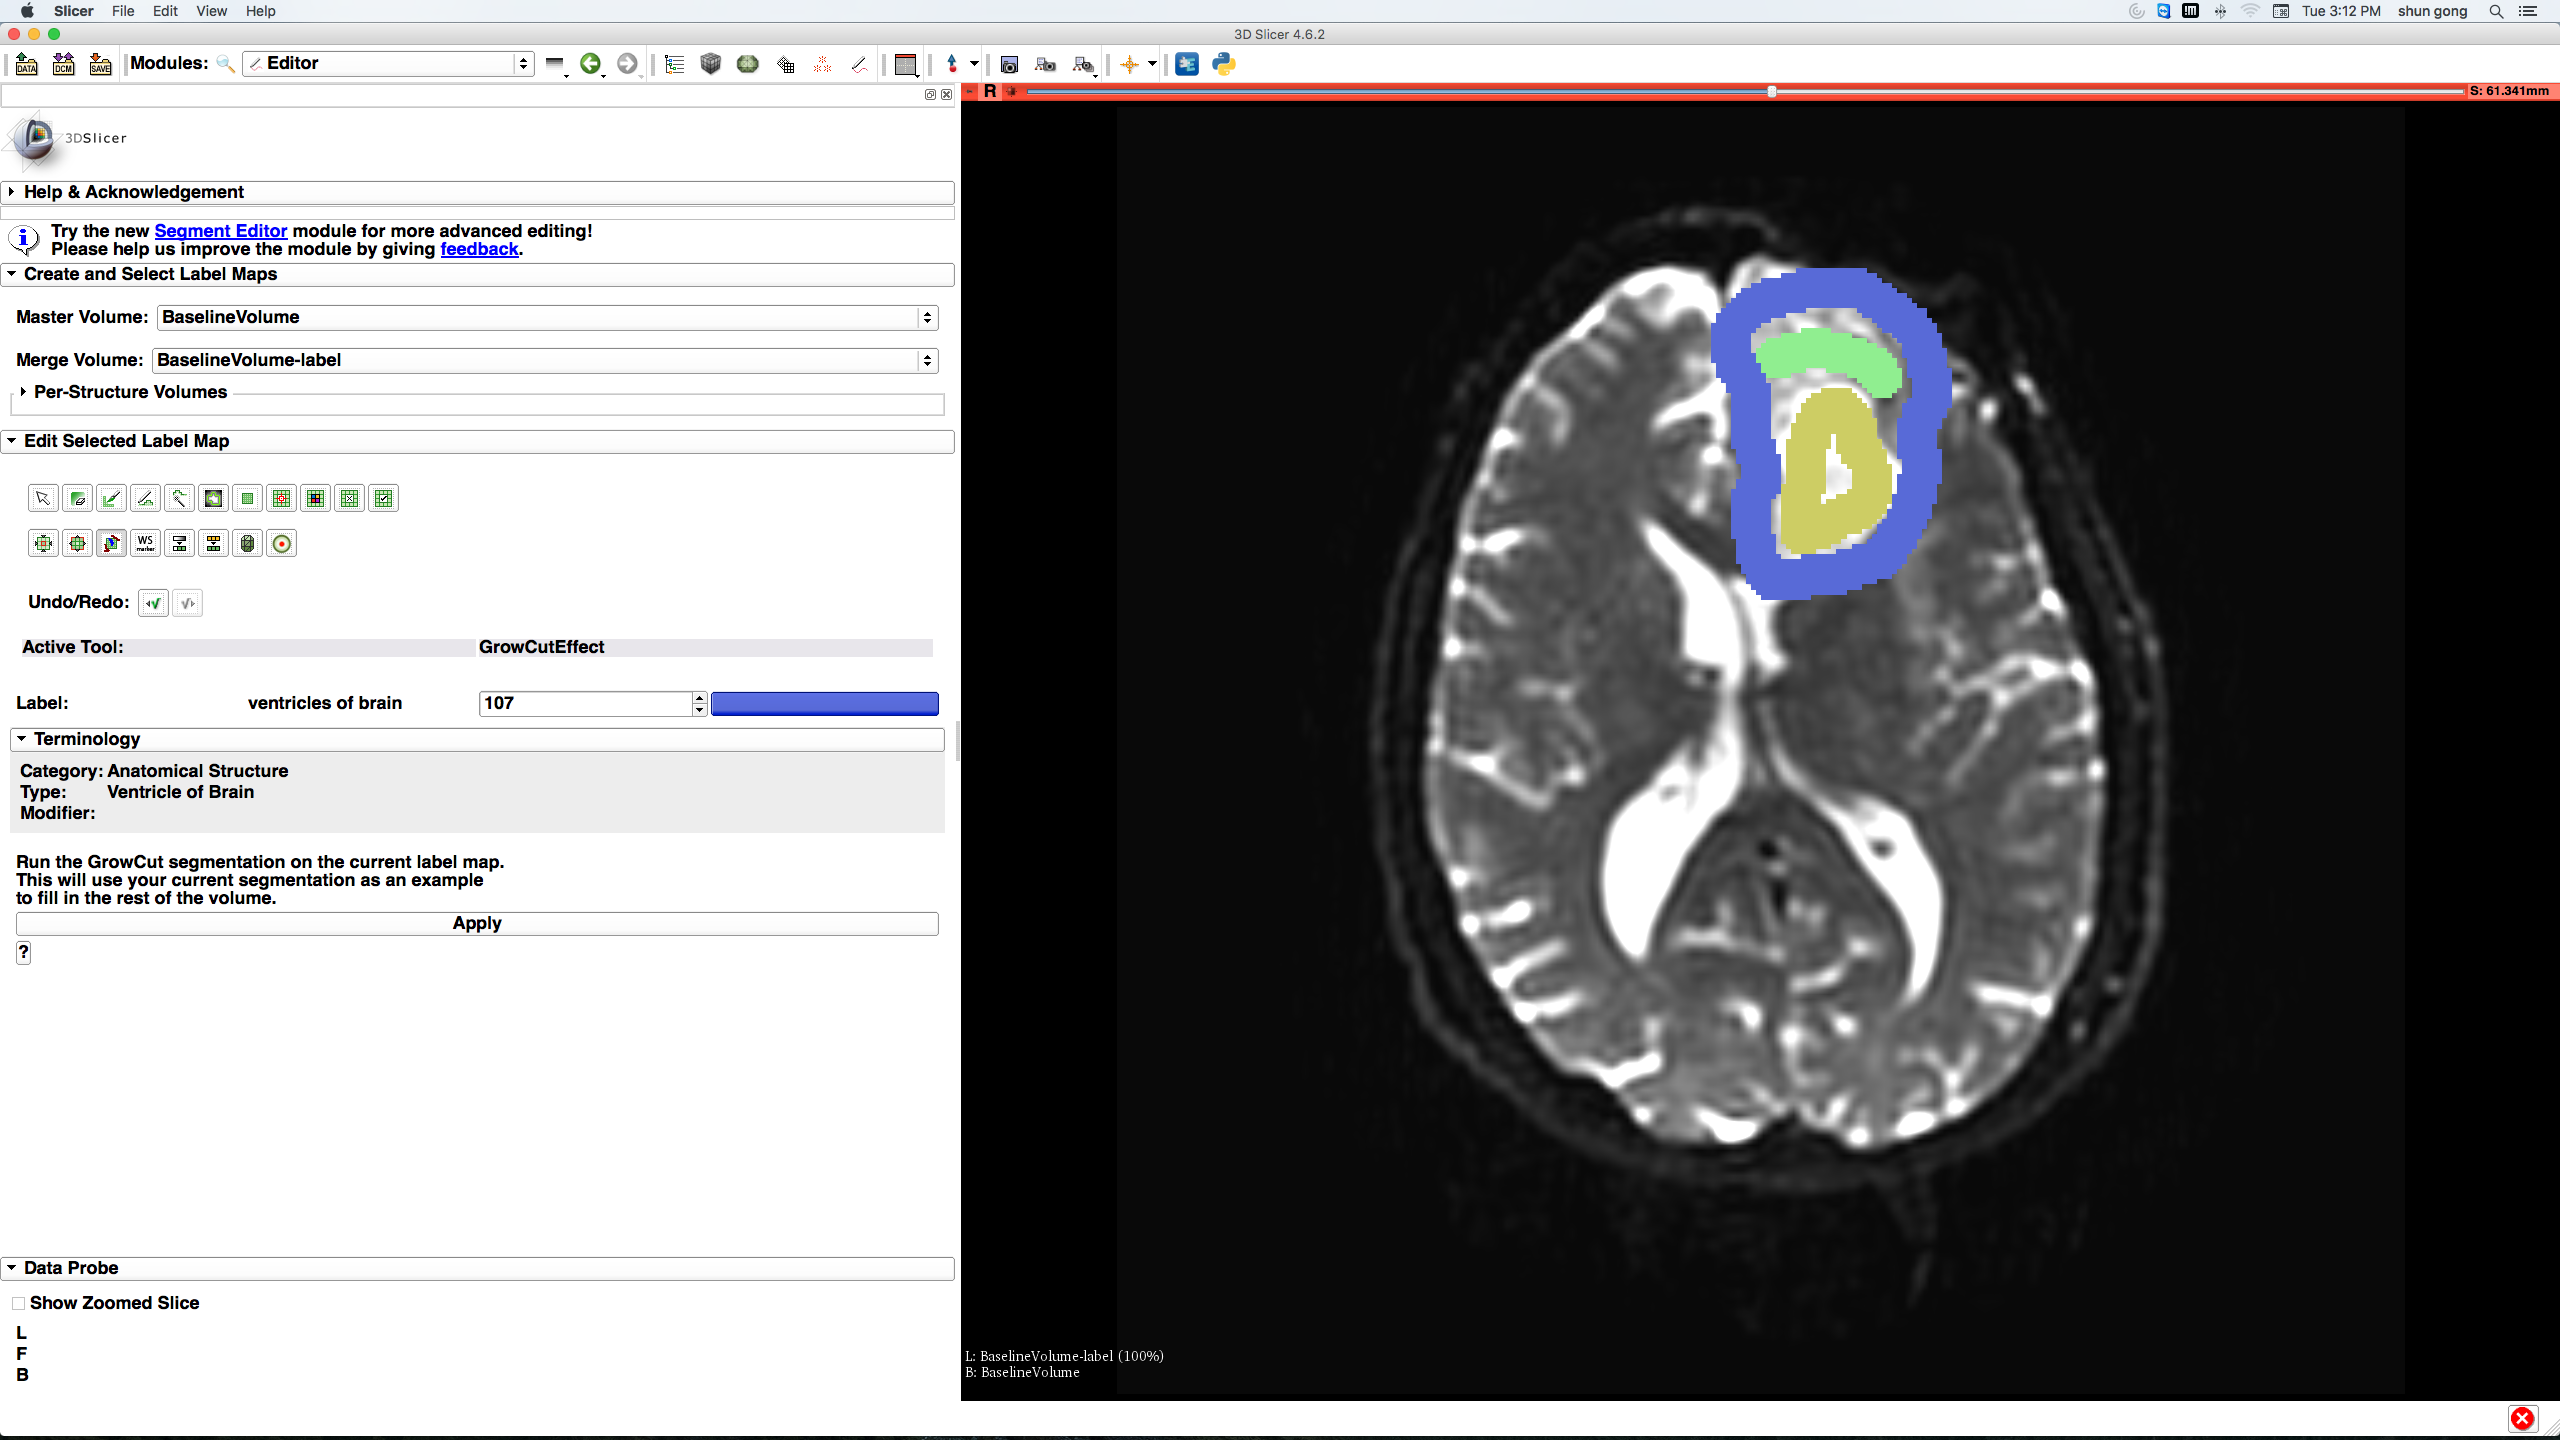 Slicer File Edit View Help Tue 3:12 PM shun gong
3D Slicer 4.6.2
DATA DCM SAVE Modules: Editor
R S: 61.341mm
3DSlicer
Help & Acknowledgement
Try the new Segment Editor module for more advanced editing!
Please help us improve the module by giving feedback.
Create and Select Label Maps
Master Volume: BaselineVolume
Merge Volume: BaselineVolume-label
Per-Structure Volumes
Edit Selected Label Map
WS
marker
Undo/Redo:
Active Tool: GrowCutEffect
Label: ventricles of brain 107
Terminology
Category: Anatomical Structure
Type: Ventricle of Brain
Modifier:
Run the GrowCut segmentation on the current label map.
This will use your current segmentation as an example
to fill in the rest of the volume.
Apply
?
Data Probe
Show Zoomed Slice
L
F
B
L: BaselineVolume-label (100%)
B: BaselineVolume